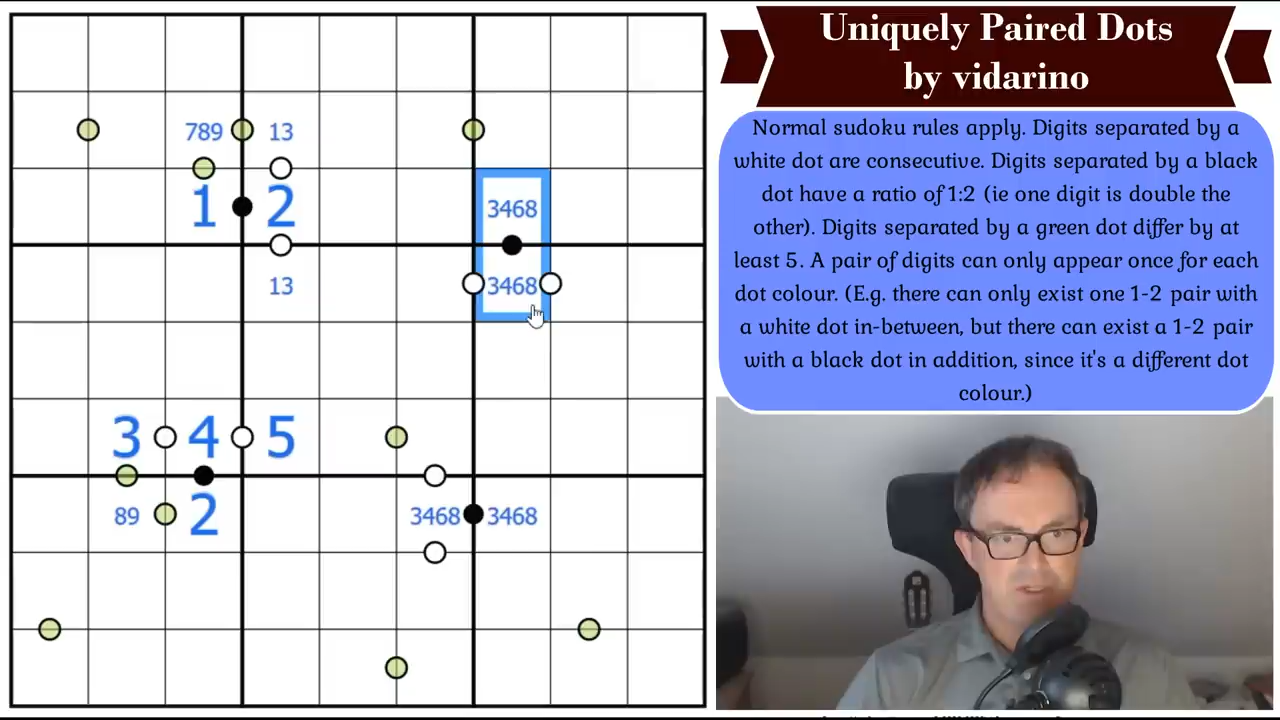 Uniquely Paired Dots
by vidarino
Normal sudoku rules apply. Digits separated by a
white dot are consecutive. Digits separated by a black
dot have a ratio of 1:2 (ie one digit is double the
other). Digits separated by a green dot differ by at
least 5. A pair of digits can only appear once for each
dot colour. (E.g. there can only exist one 1-2 pair with
a white dot in-between, but there can exist a 1-2 pair
with a black dot in addition, since it's a different dot
colour.)
789 13
1 2 3468
13 3468
3 4 5
89 2 3468 3468